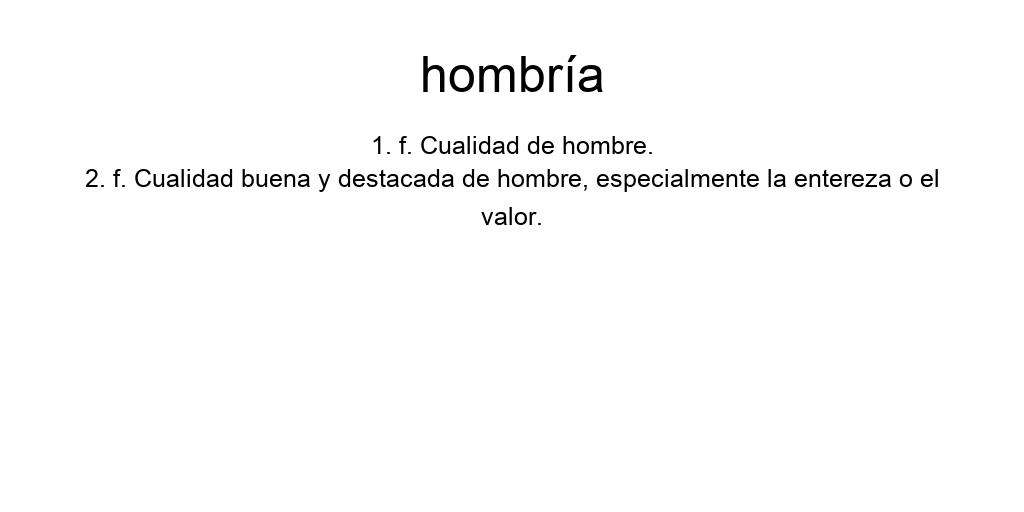 hombría
1. f. Cualidad de hombre.
2. f. Cualidad buena y destacada de hombre, especialmente la entereza o el
valor.